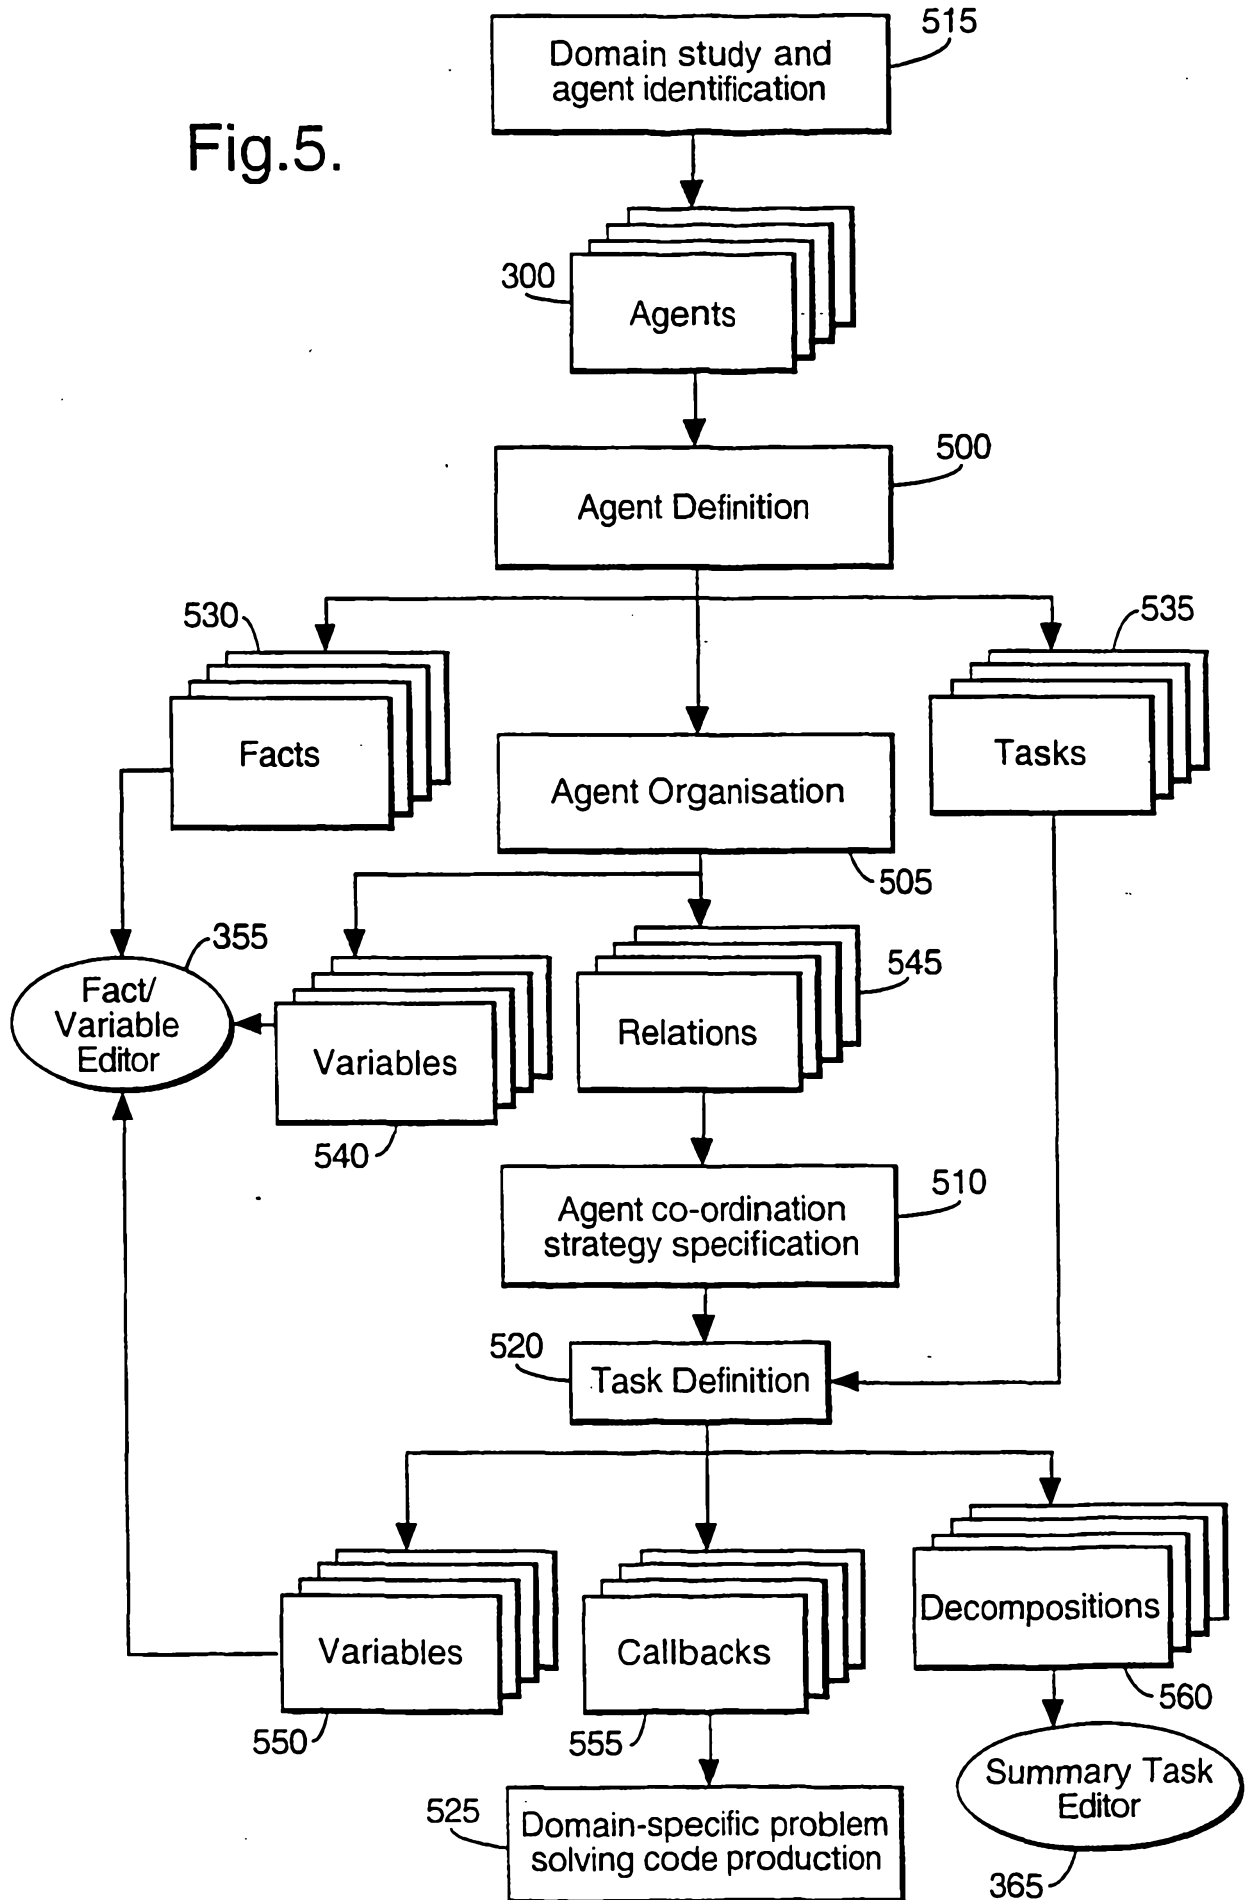 515
Domain study and
agent identification
Fig.5.
300
Agents
500
Agent Definition
530
535
Facts
Tasks
Agent Organisation
505
355
545
Fact/
Variable
Editor
Relations
Variables
540
510
Agent co-ordination
strategy specification
520
Task Definition
Decompositions
Variables
Callbacks
560
550
555
Summary Task
Editor
525
Domain-specific problem
solving code production
365